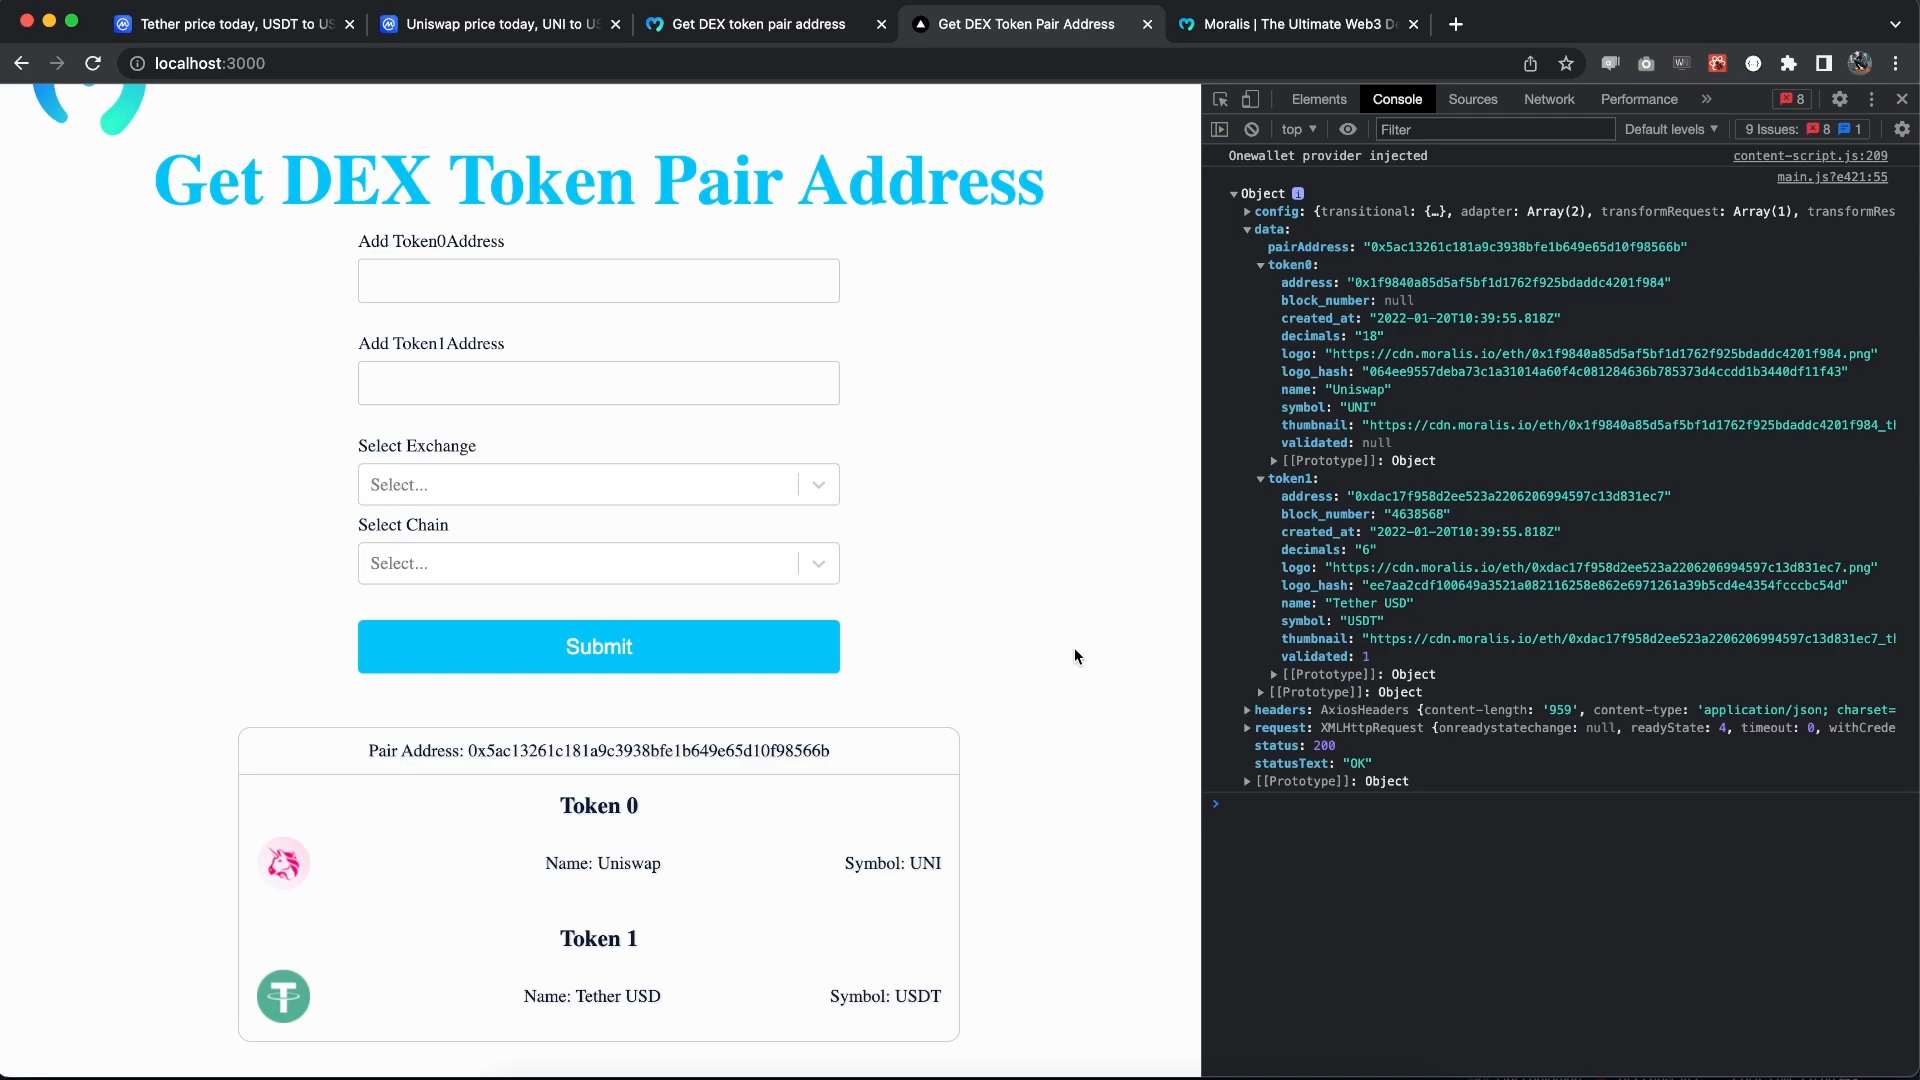 Tether price today, USDT to US
Uniswap price today, UNI to US
Get DEX token pair address
Get DEX Token Pair Address
Moralis | The Ultimate Web3 De
localhost:3000
Get DEX Token Pair Address
Add Token0Address
Add Token1Address
Select Exchange
Select...
Select Chain
Select...
Submit
Pair Address: 0x5ac13261c181a9c3938bfe1b649e65d10f98566b
Token 0
Name: Uniswap
Symbol: UNI
Token 1
Name: Tether USD
Symbol: USDT
Elements
Console
Sources
Network
Performance
8
top
Filter
Default levels
9 Issues: 8 1
Onewallet provider injected
content-script.js:209
main.js?e421:55
Object i
config: {transitional: {…}, adapter: Array(2), transformRequest: Array(1), transformRes
data:
pairAddress: "0x5ac13261c181a9c3938bfe1b649e65d10f98566b"
token0:
address: "0x1f9840a85d5af5bf1d1762f925bdaddc4201f984"
block_number: null
created_at: "2022-01-20T10:39:55.818Z"
decimals: "18"
logo: "https://cdn.moralis.io/eth/0x1f9840a85d5af5bf1d1762f925bdaddc4201f984.png"
logo_hash: "064ee9557deba73c1a31014a60f4c081284636b785373d4ccdd1b3440df11f43"
name: "Uniswap"
symbol: "UNI"
thumbnail: "https://cdn.moralis.io/eth/0x1f9840a85d5af5bf1d1762f925bdaddc4201f984_th
validated: null
[[Prototype]]: Object
token1:
address: "0xdac17f958d2ee523a2206206994597c13d831ec7"
block_number: "4638568"
created_at: "2022-01-20T10:39:55.818Z"
decimals: "6"
logo: "https://cdn.moralis.io/eth/0xdac17f958d2ee523a2206206994597c13d831ec7.png"
logo_hash: "ee7aa2cdf100649a3521a082116258e862e6971261a39b5cd4e4354fcccbc54d"
name: "Tether USD"
symbol: "USDT"
thumbnail: "https://cdn.moralis.io/eth/0xdac17f958d2ee523a2206206994597c13d831ec7_th
validated: 1
[[Prototype]]: Object
[[Prototype]]: Object
headers: AxiosHeaders {content-length: '959', content-type: 'application/json; charset=
request: XMLHttpRequest {onreadystatechange: null, readyState: 4, timeout: 0, withCrede
status: 200
statusText: "OK"
[[Prototype]]: Object